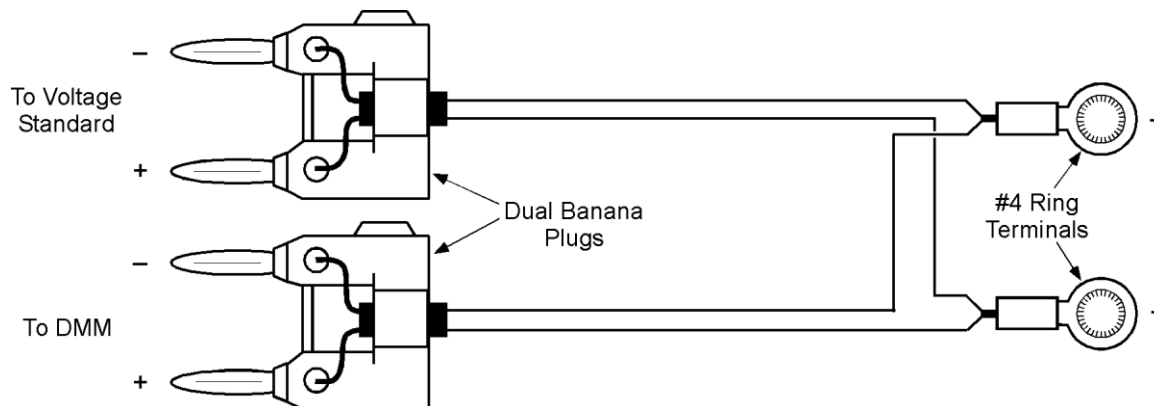 –
To Voltage
Standard
+
Dual Banana
Plugs
#4 Ring
Terminals
–
To DMM
+